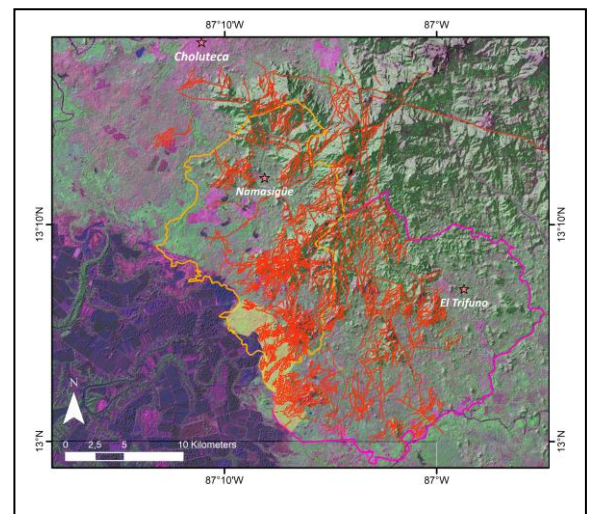 87°10'W 87°W
Choluteca
Namasigüe
13°10'N 13°10'N
El Trifuno
N
0 2,5 5 10 Kilometers
13°N 13°N
87°10'W 87°W